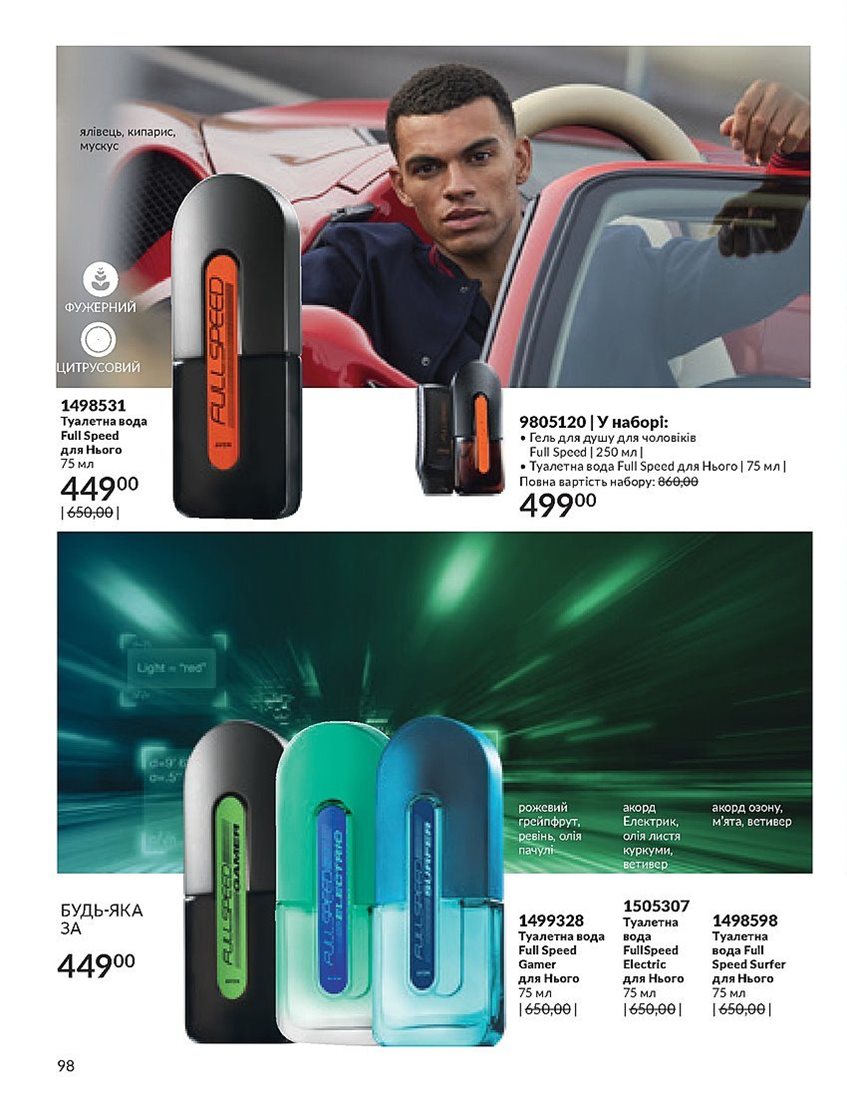 ялівець, кипарис,
мускус
ФУЖЕРНИЙ
ЦИТРУСОВИЙ
FULL SPEED
AVON
1498531
Туалетна вода
Full Speed
для Нього
75 мл
449⁰⁰
| 650,00 |
9805120 | У наборі:
• Гель для душу для чоловіків
Full Speed | 250 мл |
• Туалетна вода Full Speed для Нього | 75 мл |
Повна вартість набору: 860,00
499⁰⁰
Light = "red"
FULL SPEED GAMER
FULL SPEED ELECTRIC
FULL SPEED SURFER
рожевий
грейпфрут,
ревінь, олія
пачулі
акорд
Електрик,
олія листя
куркуми,
ветивер
акорд озону,
м'ята, ветивер
БУДЬ-ЯКА
ЗА
449⁰⁰
1499328
Туалетна вода
Full Speed
Gamer
для Нього
75 мл
| 650,00 |
1505307
Туалетна
вода
FullSpeed
Electric
для Нього
75 мл
| 650,00 |
1498598
Туалетна
вода Full
Speed Surfer
для Нього
75 мл
| 650,00 |
98